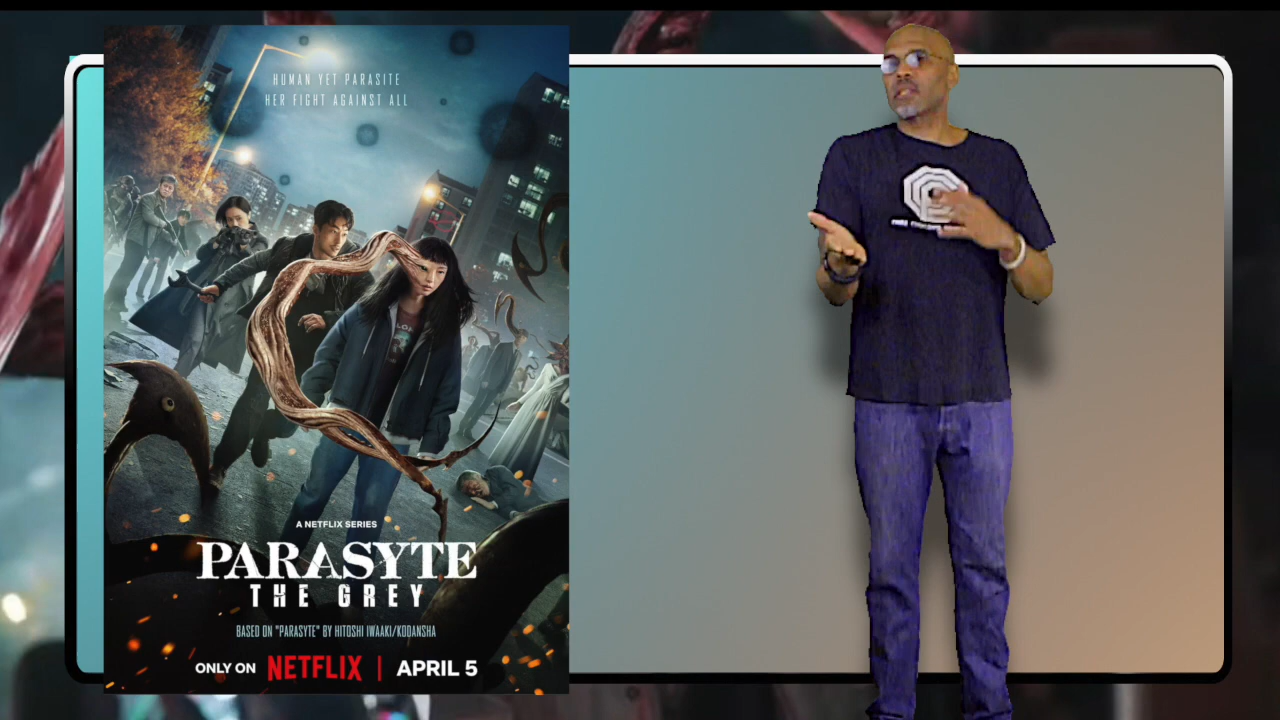 HUMAN YET PARASITE
HER FIGHT AGAINST ALL
A NETFLIX SERIES
PARASYTE
THE GREY
BASED ON "PARASYTE" BY HITOSHI IWAAKI/KODANSHA
ONLY ON NETFLIX | APRIL 5